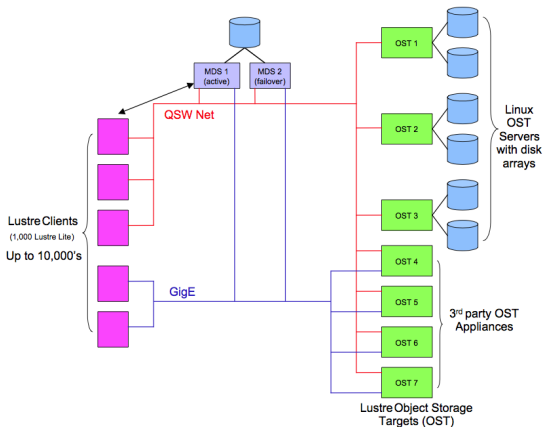 MDS 1
(active)
MDS 2
(failover)
QSW Net
OST 1
OST 2
OST 3
OST 4
OST 5
OST 6
OST 7
Linux
OST
Servers
with disk
arrays
Lustre Clients
(1,000 Lustre Lite)
Up to 10,000's
GigE
3rd party OST
Appliances
Lustre Object Storage
Targets (OST)